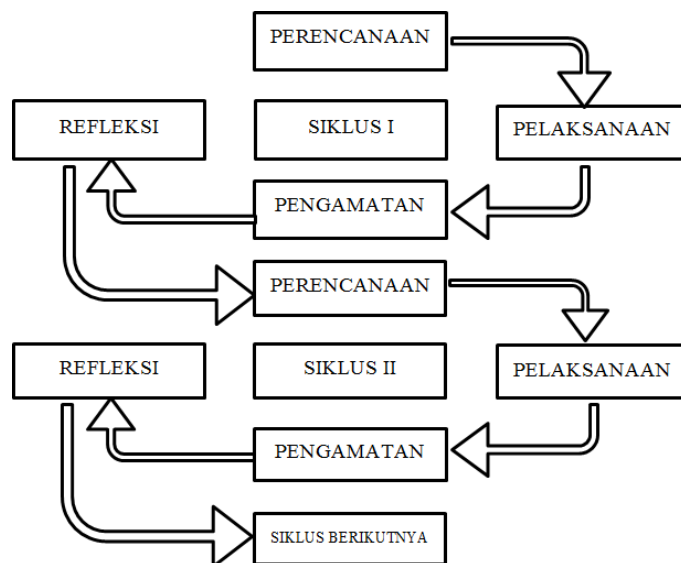 PERENCANAAN
REFLEKSI
SIKLUS I
PELAKSANAAN
PENGAMATAN
PERENCANAAN
REFLEKSI
SIKLUS II
PELAKSANAAN
PENGAMATAN
SIKLUS BERIKUTNYA